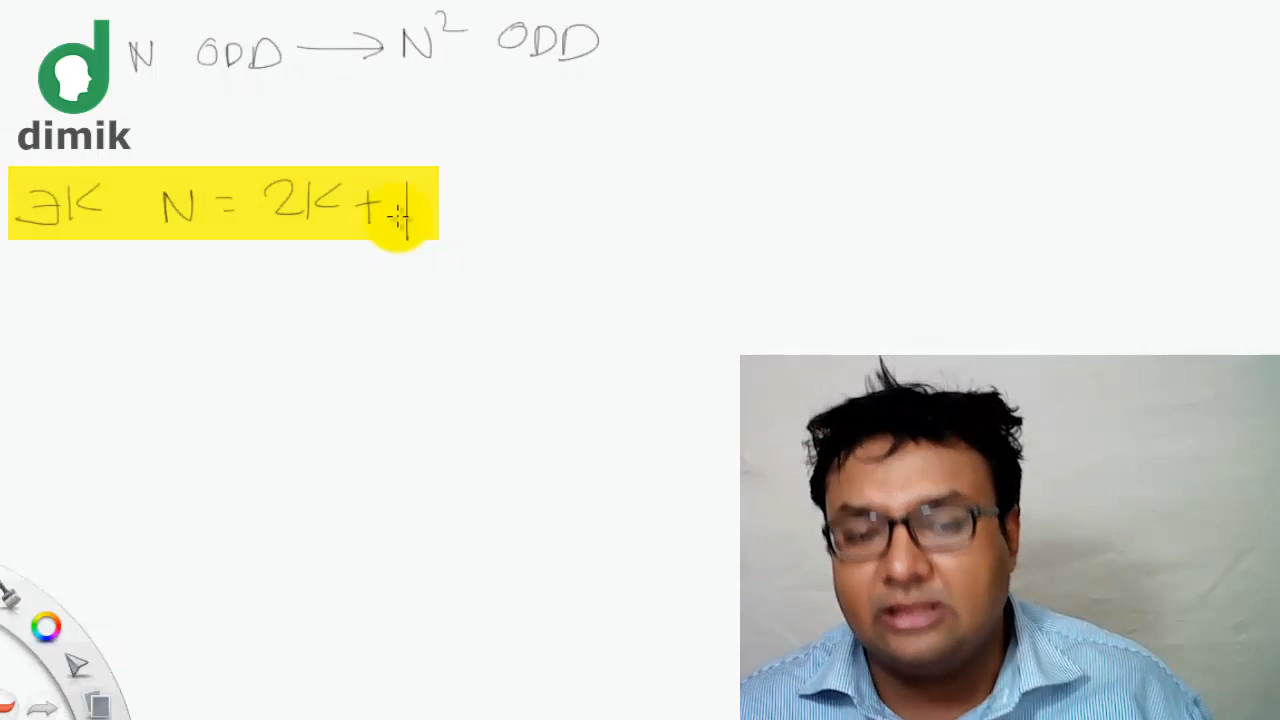 N ODD → N² ODD
dimik
∃K N = 2K + 1